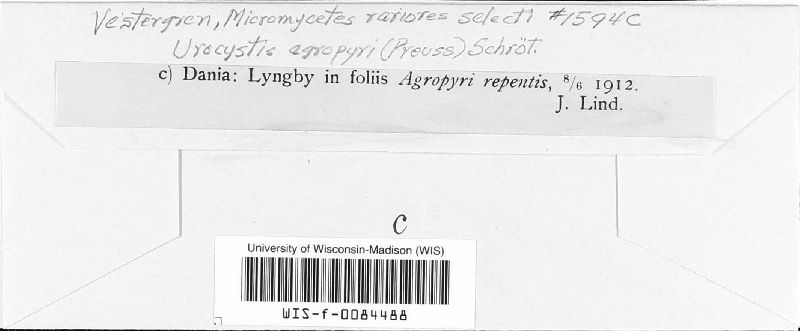 Vestergren, Micromycetes rariores selecti #1594C
Urocystis agropyri (Preuss) Schröt.
c) Dania: Lyngby in foliis Agropyri repentis, 8/6 1912.
J. Lind.
C
University of Wisconsin-Madison (WIS)
WIS-f-0084488